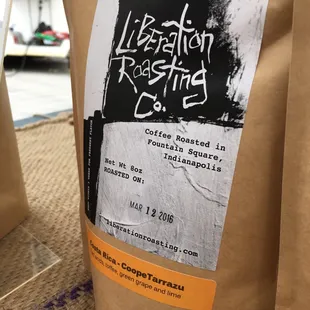 Liberation
Roasting
Co.
Coffee Roasted in
Fountain Square,
Indianapolis
Net Wt 8oz
ROASTED ON:
MAR 12 2016
liberationroasting.com
Costa Rica - CoopeTarrazu
coffee, green grape and lime